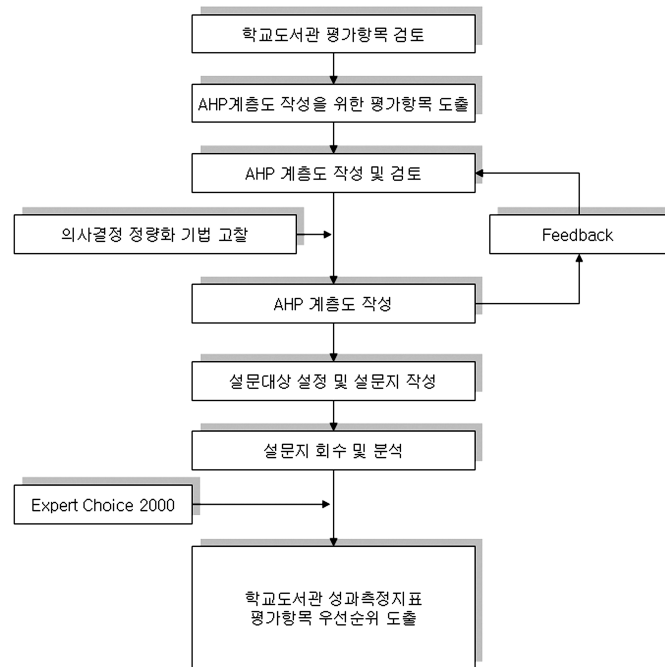 학교도서관 평가항목 검토
AHP계층도 작성을 위한 평가항목 도출
AHP 계층도 작성 및 검토
의사결정 정량화 기법 고찰
Feedback
AHP 계층도 작성
설문대상 설정 및 설문지 작성
설문지 회수 및 분석
Expert Choice 2000
학교도서관 성과측정지표
평가항목 우선순위 도출